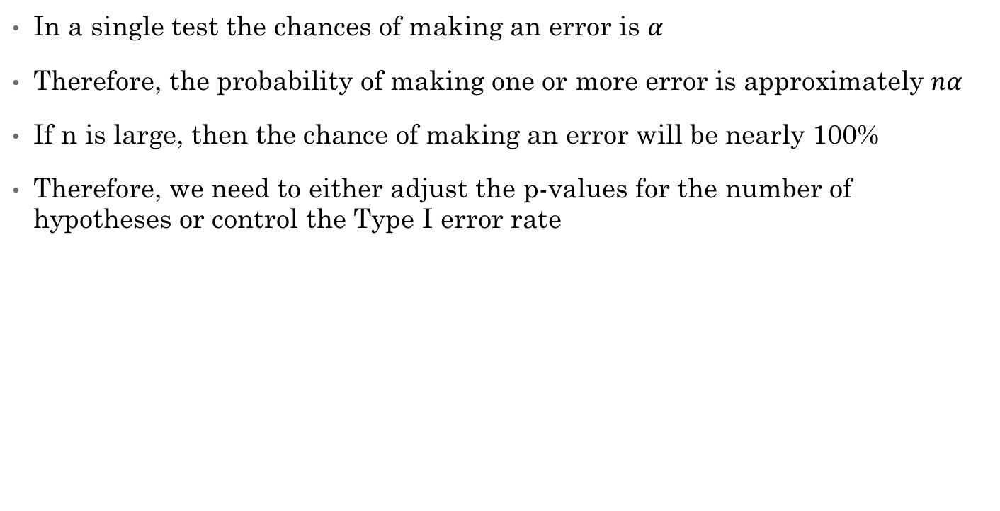 • In a single test the chances of making an error is α
• Therefore, the probability of making one or more error is approximately nα
• If n is large, then the chance of making an error will be nearly 100%
• Therefore, we need to either adjust the p-values for the number of
hypotheses or control the Type I error rate